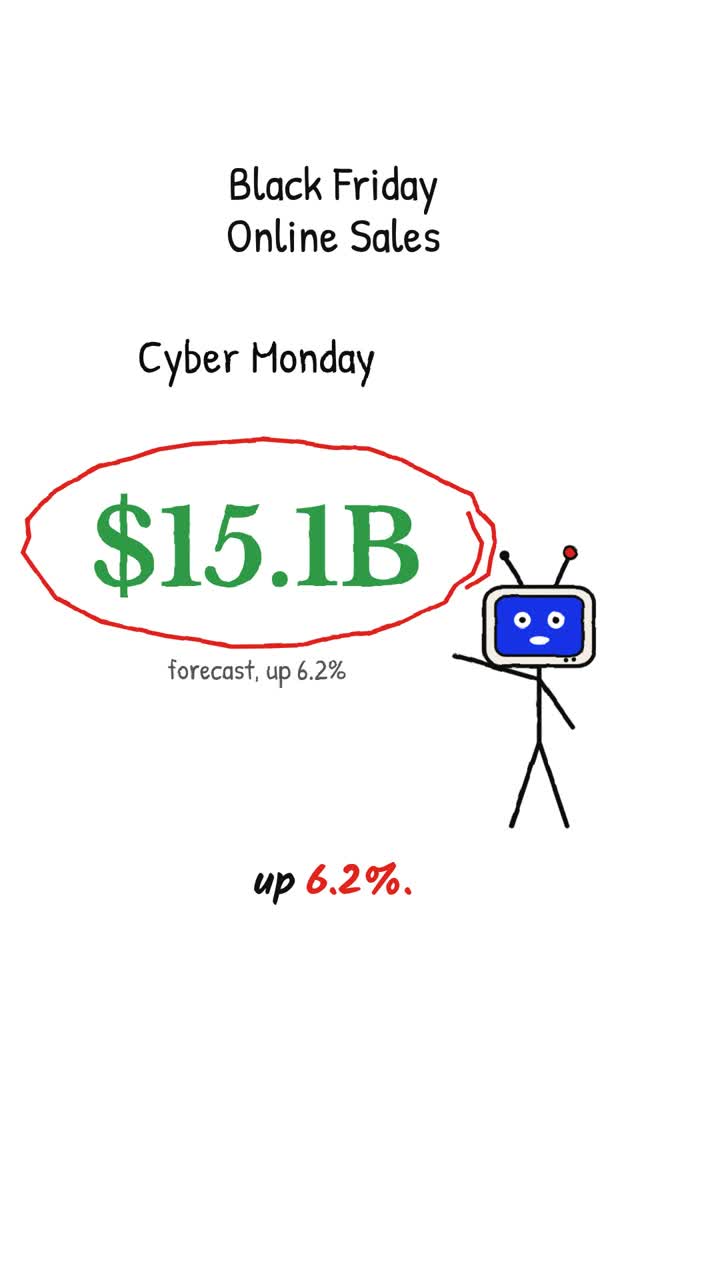 Black Friday
Online Sales
Cyber Monday
$15.1B
forecast, up 6.2%
up 6.2%.